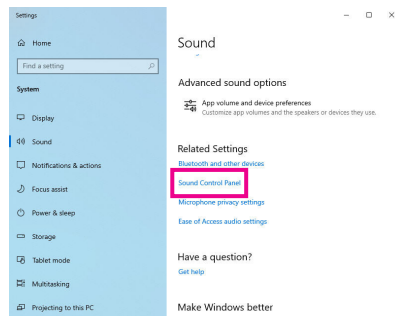 Settings
Home
Find a setting
System
Display
Sound
Notifications & actions
Focus assist
Power & sleep
Storage
Tablet mode
Multitasking
Projecting to this PC
Sound
Advanced sound options
App volume and device preferences
Customize app volumes and the speakers or devices they use.
Related Settings
Bluetooth and other devices
Sound Control Panel
Microphone privacy settings
Ease of Access audio settings
Have a question?
Get help
Make Windows better